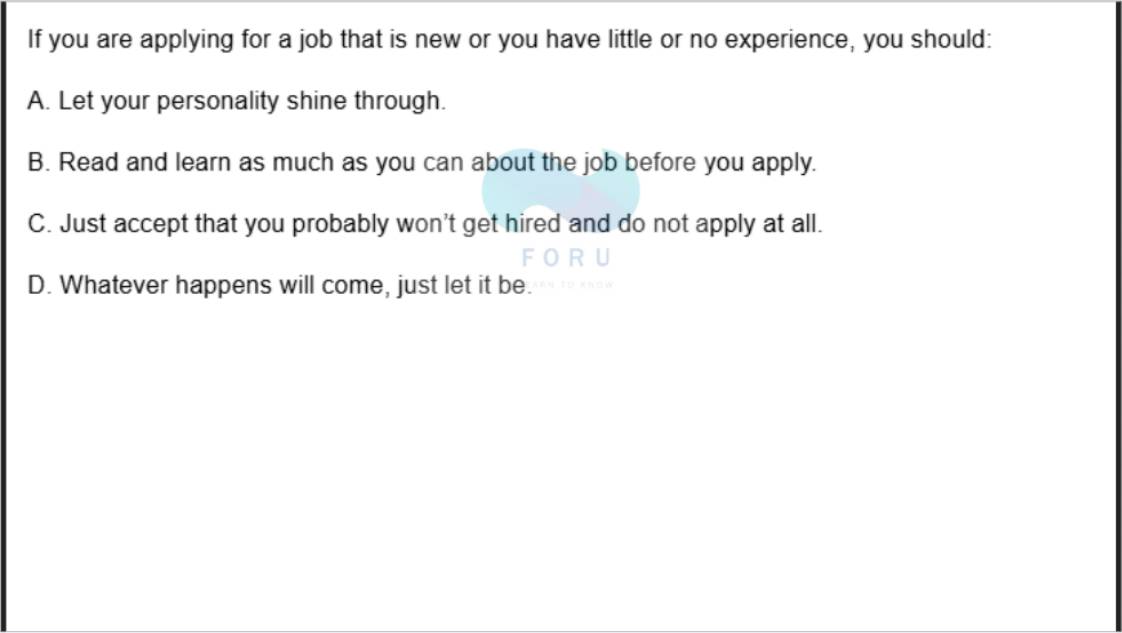 If you are applying for a job that is new or you have little or no experience, you should:
A. Let your personality shine through.
B. Read and learn as much as you can about the job before you apply.
C. Just accept that you probably won’t get hired and do not apply at all.
FORU
D. Whatever happens will come, just let it be.
TO KNOW